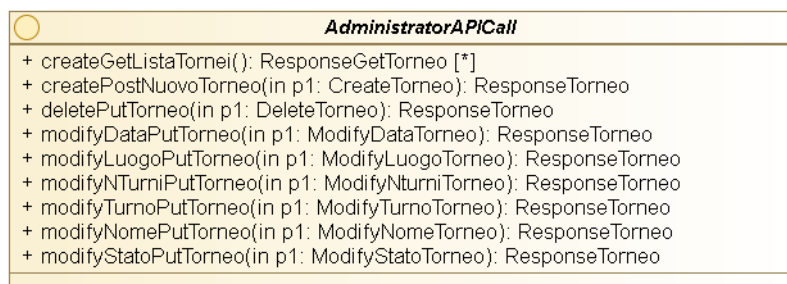 AdministratorAPICall
+ createGetListaTornei(): ResponseGetTorneo [*]
+ createPostNuovoTorneo(in p1: CreateTorneo): ResponseTorneo
+ deletePutTorneo(in p1: DeleteTorneo): ResponseTorneo
+ modifyDataPutTorneo(in p1: ModifyDataTorneo): ResponseTorneo
+ modifyLuogoPutTorneo(in p1: ModifyLuogoTorneo): ResponseTorneo
+ modifyNTurniPutTorneo(in p1: ModifyNturniTorneo): ResponseTorneo
+ modifyTurnoPutTorneo(in p1: ModifyTurnoTorneo): ResponseTorneo
+ modifyNomePutTorneo(in p1: ModifyNomeTorneo): ResponseTorneo
+ modifyStatoPutTorneo(in p1: ModifyStatoTorneo): ResponseTorneo